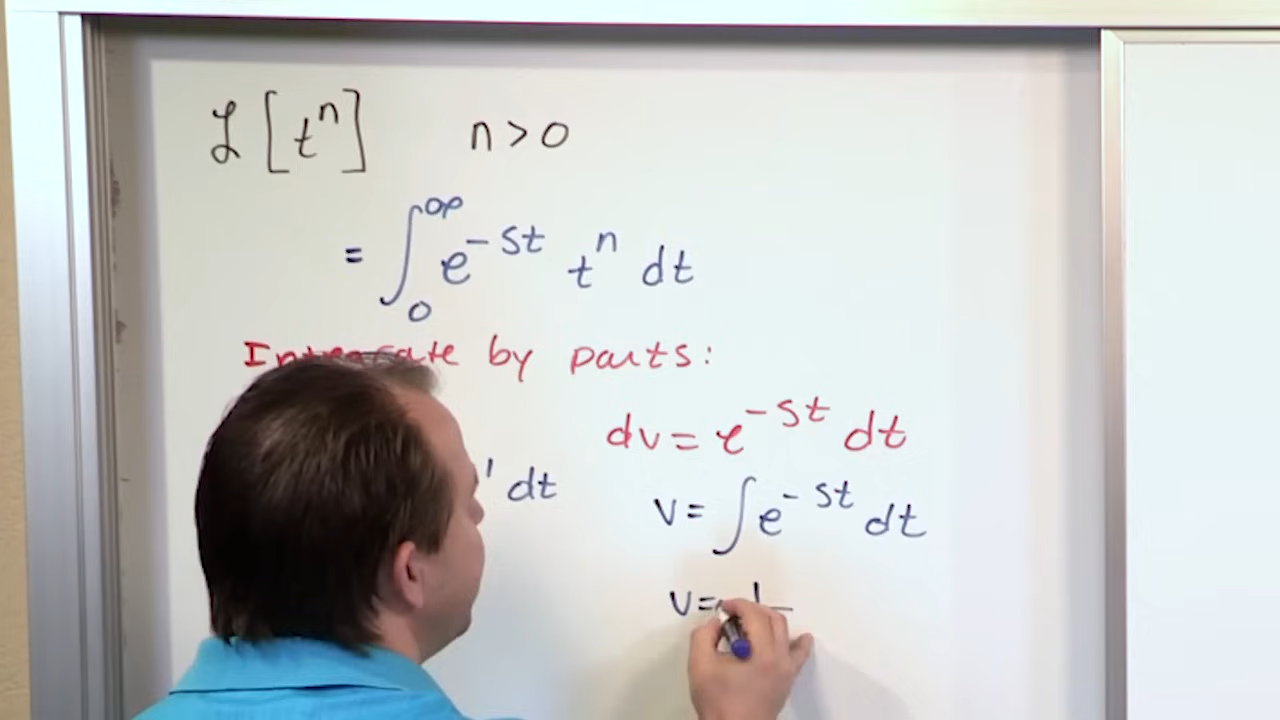 ℒ[tⁿ] n > 0
= ∫₀^∞ e^{-st} tⁿ dt
by parts:
dv = e^{-st} dt
dt
v = ∫ e^{-st} dt
v =